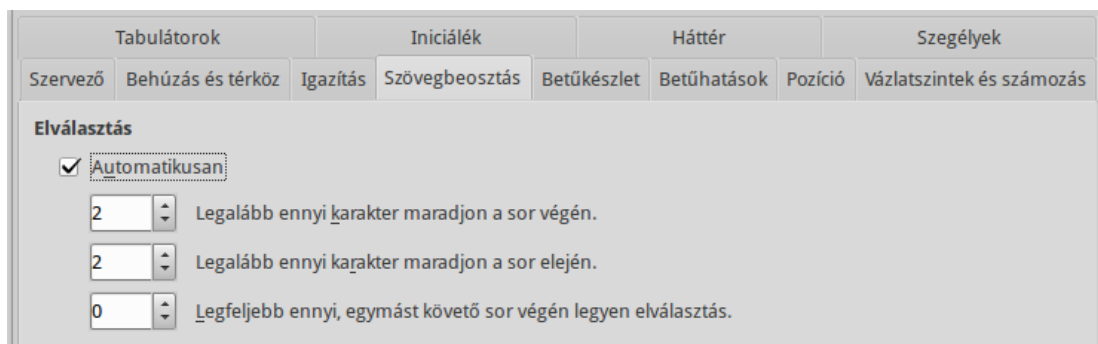 Tabulátorok Iniciálék Háttér Szegélyek
Szervező Behúzás és térköz Igazítás Szövegbeosztás Betűkészlet Betűhatások Pozíció Vázlatszintek és számozás
Elválasztás
Automatikusan
2 Legalább ennyi karakter maradjon a sor végén.
2 Legalább ennyi karakter maradjon a sor elején.
0 Legfeljebb ennyi, egymást követő sor végén legyen elválasztás.